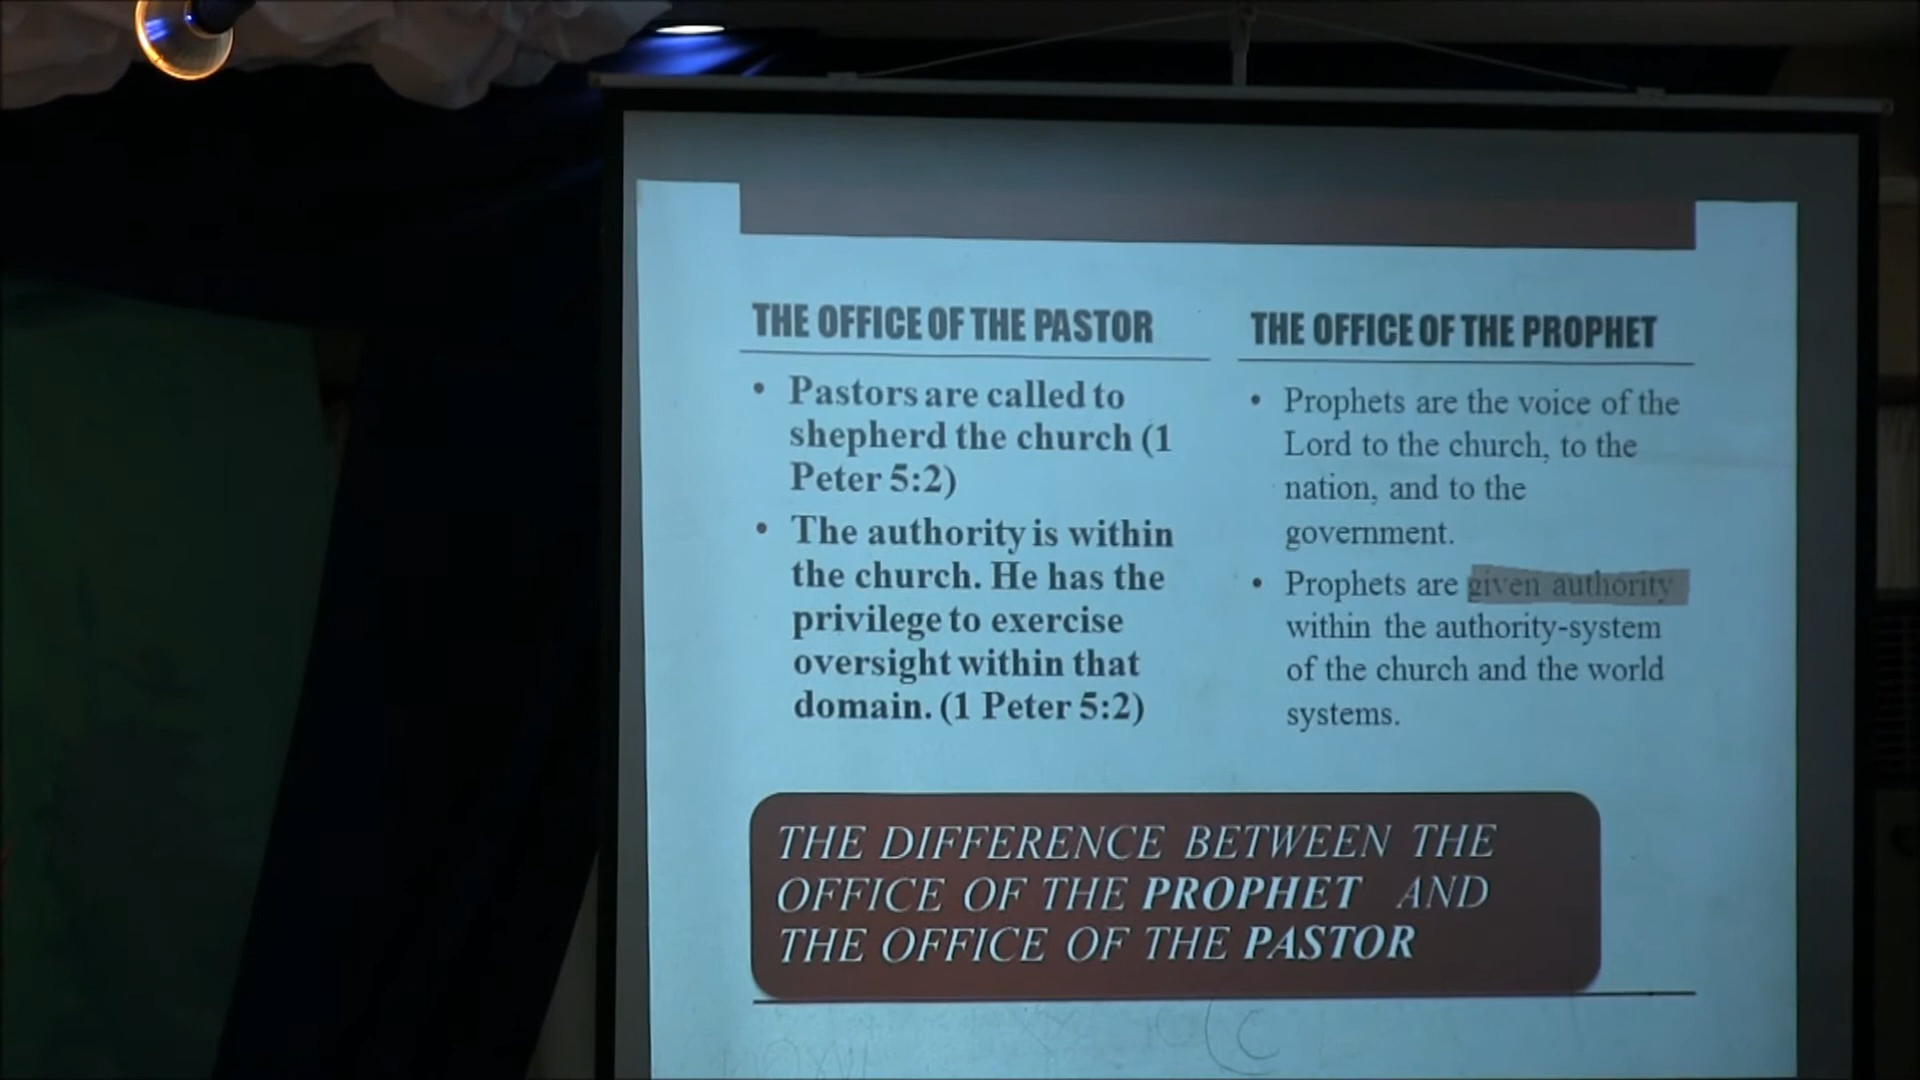 THE OFFICE OF THE PASTOR
• Pastors are called to
shepherd the church (1
Peter 5:2)
• The authority is within
the church. He has the
privilege to exercise
oversight within that
domain. (1 Peter 5:2)
THE OFFICE OF THE PROPHET
• Prophets are the voice of the
Lord to the church, to the
nation, and to the
government.
• Prophets are given authority
within the authority-system
of the church and the world
systems.
THE DIFFERENCE BETWEEN THE
OFFICE OF THE PROPHET AND
THE OFFICE OF THE PASTOR